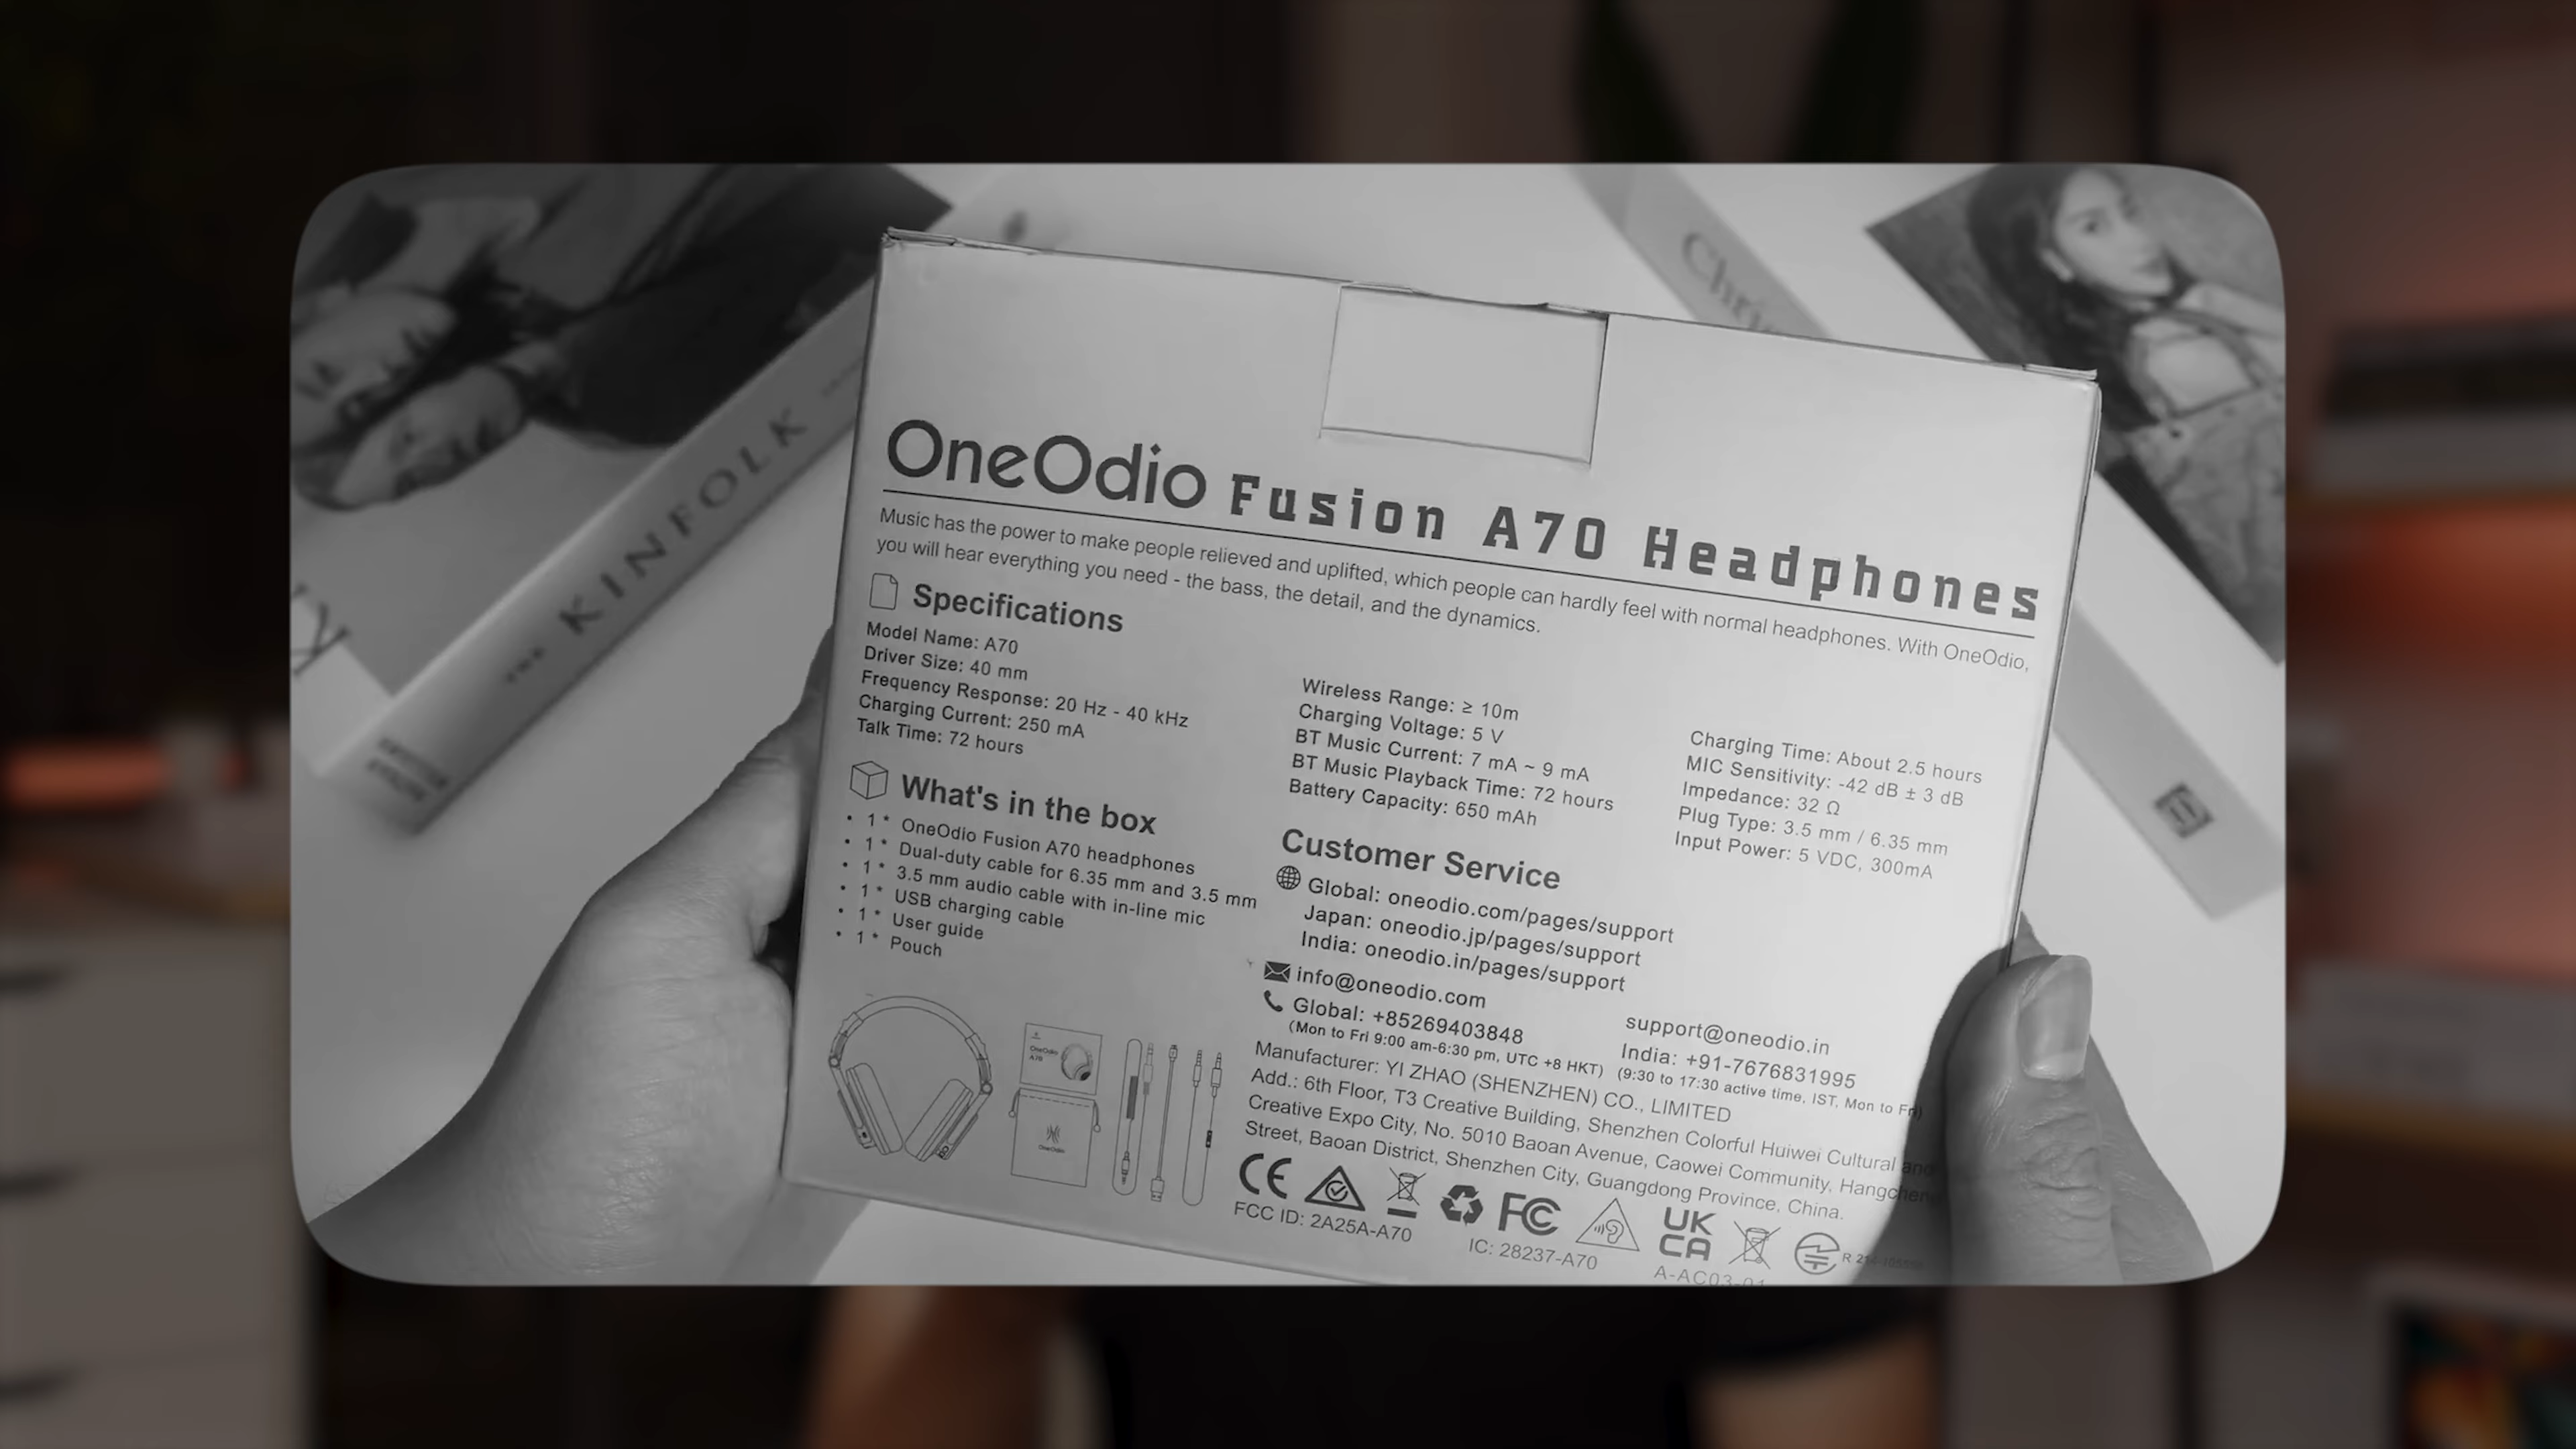 THE KINFOLK
Chri
OneOdio Fusion A70 Headphones
Music has the power to make people relieved and uplifted, which people can hardly feel with normal headphones. With OneOdio,
you will hear everything you need - the bass, the detail, and the dynamics.
Specifications
Model Name: A70
Driver Size: 40 mm
Frequency Response: 20 Hz - 40 kHz
Charging Current: 250 mA
Talk Time: 72 hours
Wireless Range: ≥ 10m
Charging Voltage: 5 V
BT Music Current: 7 mA ~ 9 mA
BT Music Playback Time: 72 hours
Battery Capacity: 650 mAh
Charging Time: About 2.5 hours
MIC Sensitivity: -42 dB ± 3 dB
Impedance: 32 Ω
Plug Type: 3.5 mm / 6.35 mm
Input Power: 5 VDC, 300mA
What's in the box
• 1 * OneOdio Fusion A70 headphones
• 1 * Dual-duty cable for 6.35 mm and 3.5 mm
• 1 * 3.5 mm audio cable with in-line mic
• 1 * USB charging cable
• 1 * User guide
• 1 * Pouch
OneOdio
A70
OneOdio
Customer Service
Global: oneodio.com/pages/support
Japan: oneodio.jp/pages/support
India: oneodio.in/pages/support
info@oneodio.com
support@oneodio.in
Global: +85269403848
India: +91-7676831995
(Mon to Fri 9:00 am-6:30 pm, UTC +8 HKT)
(9:30 to 17:30 active time, IST, Mon to Fri)
Manufacturer: YI ZHAO (SHENZHEN) CO., LIMITED
Add.: 6th Floor, T3 Creative Building, Shenzhen Colorful Huiwei Cultural and
Creative Expo City, No. 5010 Baoan Avenue, Caowei Community, Hangchen
Street, Baoan District, Shenzhen City, Guangdong Province, China.
CE FC UK CA
FCC ID: 2A25A-A70
IC: 28237-A70
R